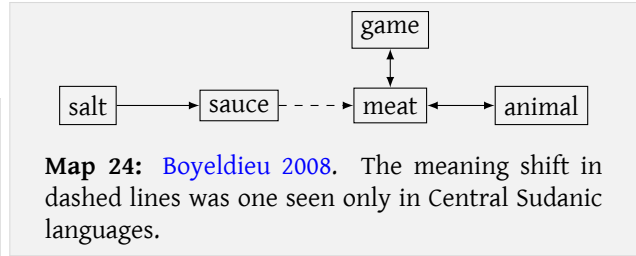 game
salt sauce meat animal
Map 24: Boyeldieu 2008. The meaning shift in
dashed lines was one seen only in Central Sudanic
languages.